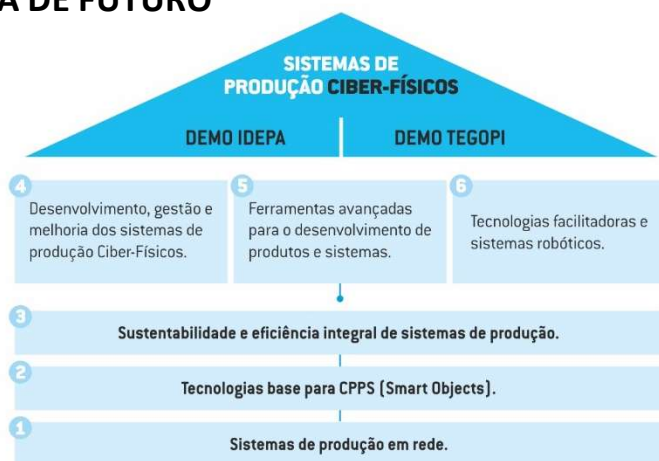 A DE FUTURO
SISTEMAS DE
PRODUÇÃO CIBER-FÍSICOS
DEMO IDEPA
DEMO TEGOPI
4
Desenvolvimento, gestão e
melhoria dos sistemas de
produção Ciber-Físicos.
5
Ferramentas avançadas
para o desenvolvimento de
produtos e sistemas.
6
Tecnologias facilitadoras e
sistemas robóticos.
3
Sustentabilidade e eficiência integral de sistemas de produção.
2
Tecnologias base para CPPS (Smart Objects).
1
Sistemas de produção em rede.